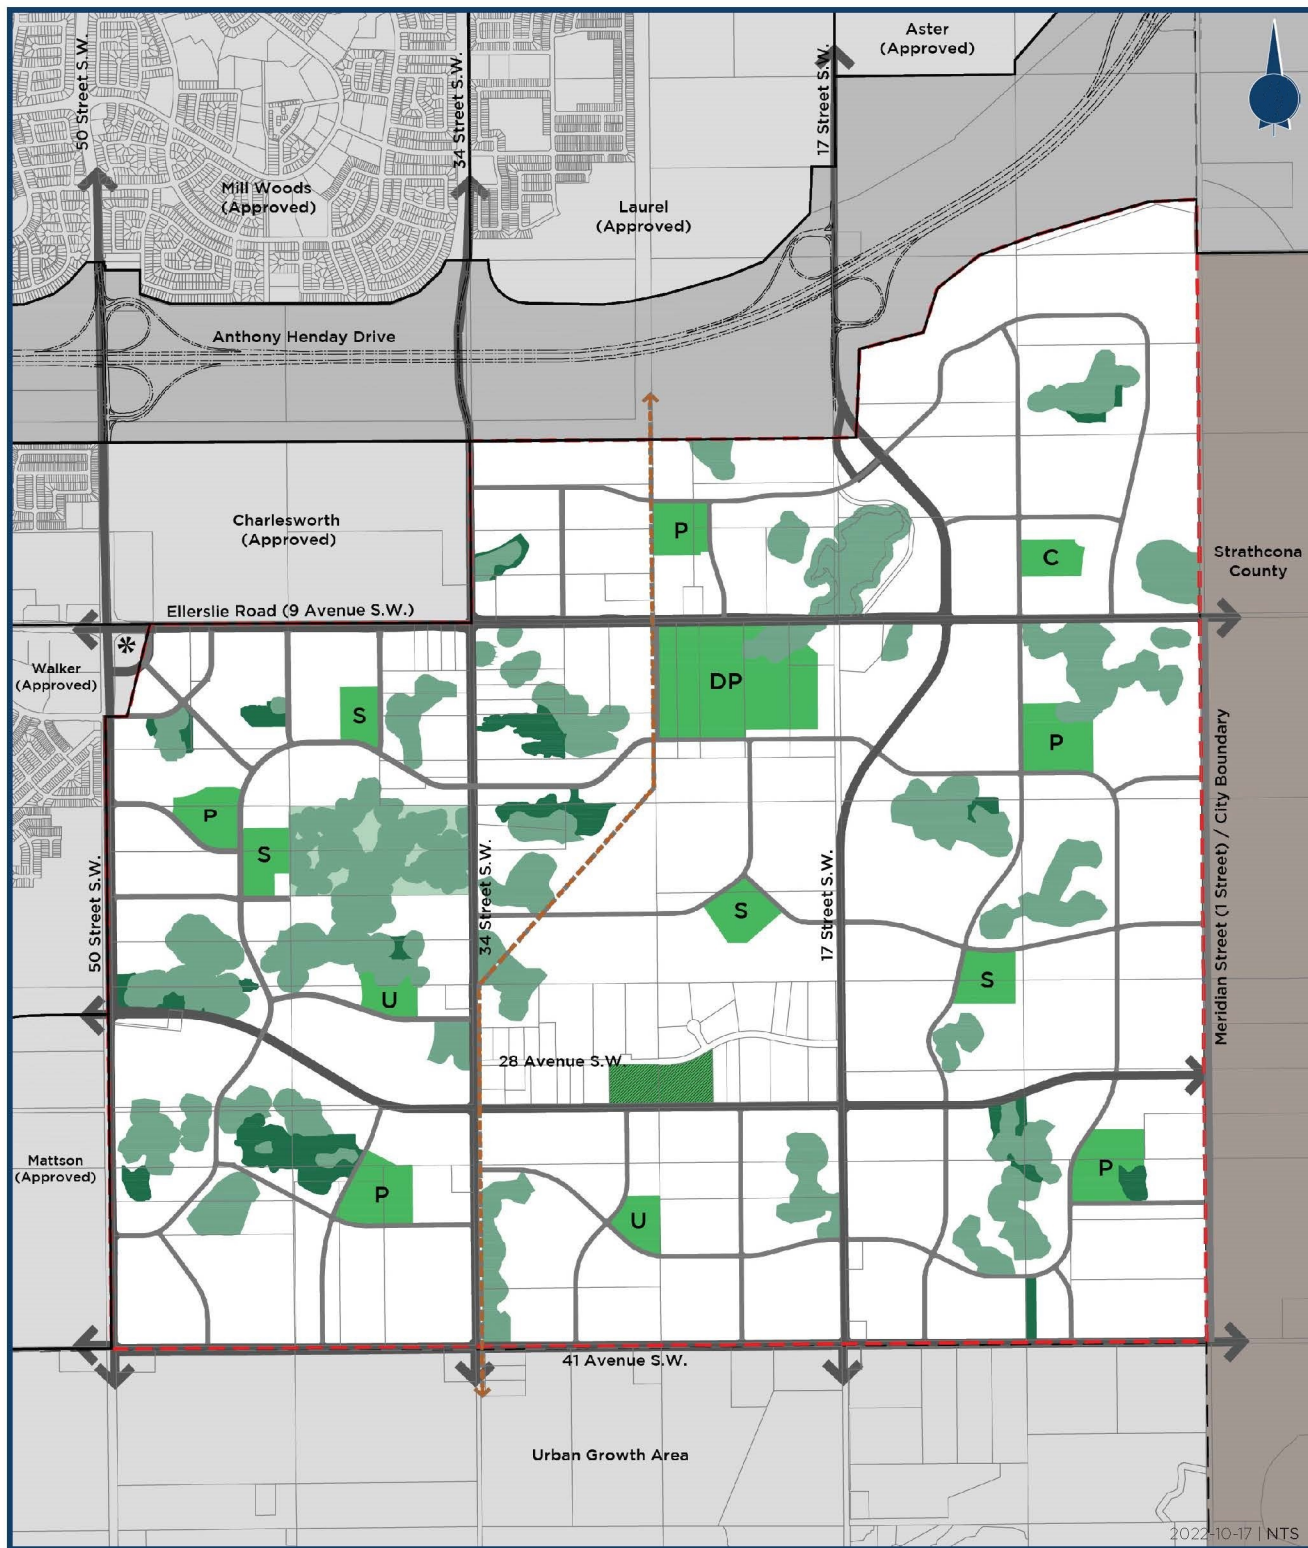 Aster
(Approved)
50 Street S.W.
34 Street S.W.
17 Street S.W.
Mill Woods
(Approved)
Laurel
(Approved)
Anthony Henday Drive
Charlesworth
(Approved)
P
C
Strathcona
County
Ellerslie Road (9 Avenue S.W.)
*
Walker
(Approved)
DP
S
P
P
S
S
50 Street S.W.
34 Street S.W.
17 Street S.W.
Meridian Street (1 Street) / City Boundary
S
U
28 Avenue S.W.
Mattson
(Approved)
P
P
U
41 Avenue S.W.
Urban Growth Area
2022-10-17 | NTS